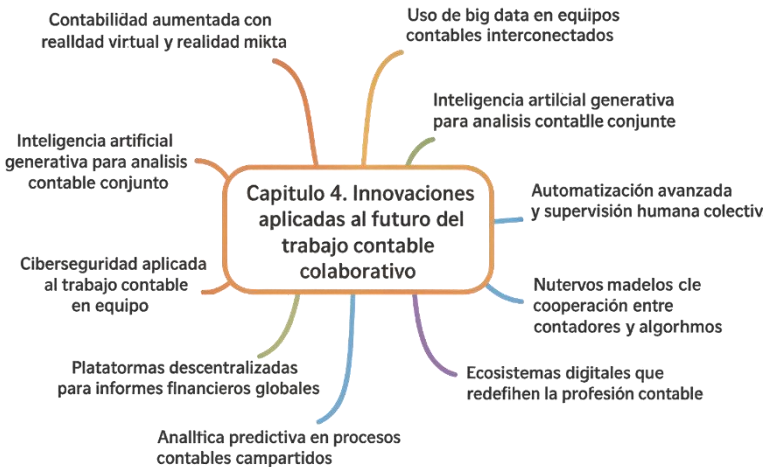 Contabilidad aumentada con
realldad virtual y realidad mikta
Uso de big data en equipos
contables interconectados
Inteligencia artilcial generativa
para analisis contatlle conjunte
Inteligencia artificial
generativa para analisis
contable conjunto
Capitulo 4. Innovaciones
aplicadas al futuro del
trabajo contable
colaborativo
Automatización avanzada
y supervisión humana colectiv
Ciberseguridad aplicada
al trabajo contable
en equipo
Nutervos madelos cle
cooperación entre
contadores y algorhmos
Platatormas descentralizadas
para informes flnancieros globales
Ecosistemas digitales que
redefihen la profesión contable
Analltica predictiva en procesos
contables campartidos